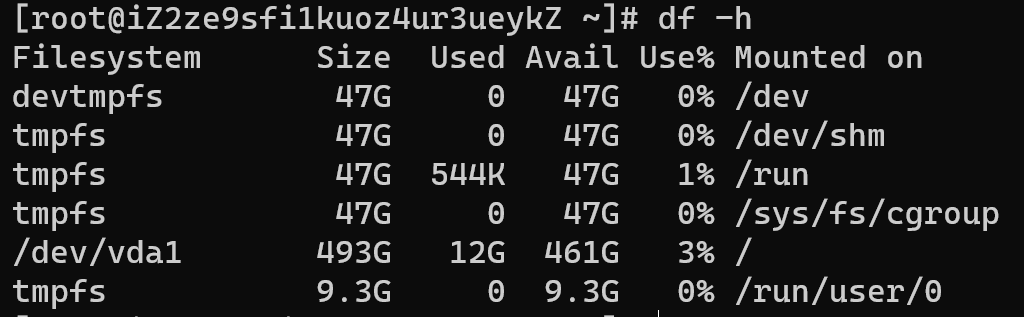 [root@iZ2ze9sfi1kuoz4ur3ueykZ ~]# df -h
Filesystem      Size  Used Avail Use% Mounted on
devtmpfs         47G     0   47G   0% /dev
tmpfs            47G     0   47G   0% /dev/shm
tmpfs            47G  544K   47G   1% /run
tmpfs            47G     0   47G   0% /sys/fs/cgroup
/dev/vda1       493G   12G  461G   3% /
tmpfs           9.3G     0  9.3G   0% /run/user/0